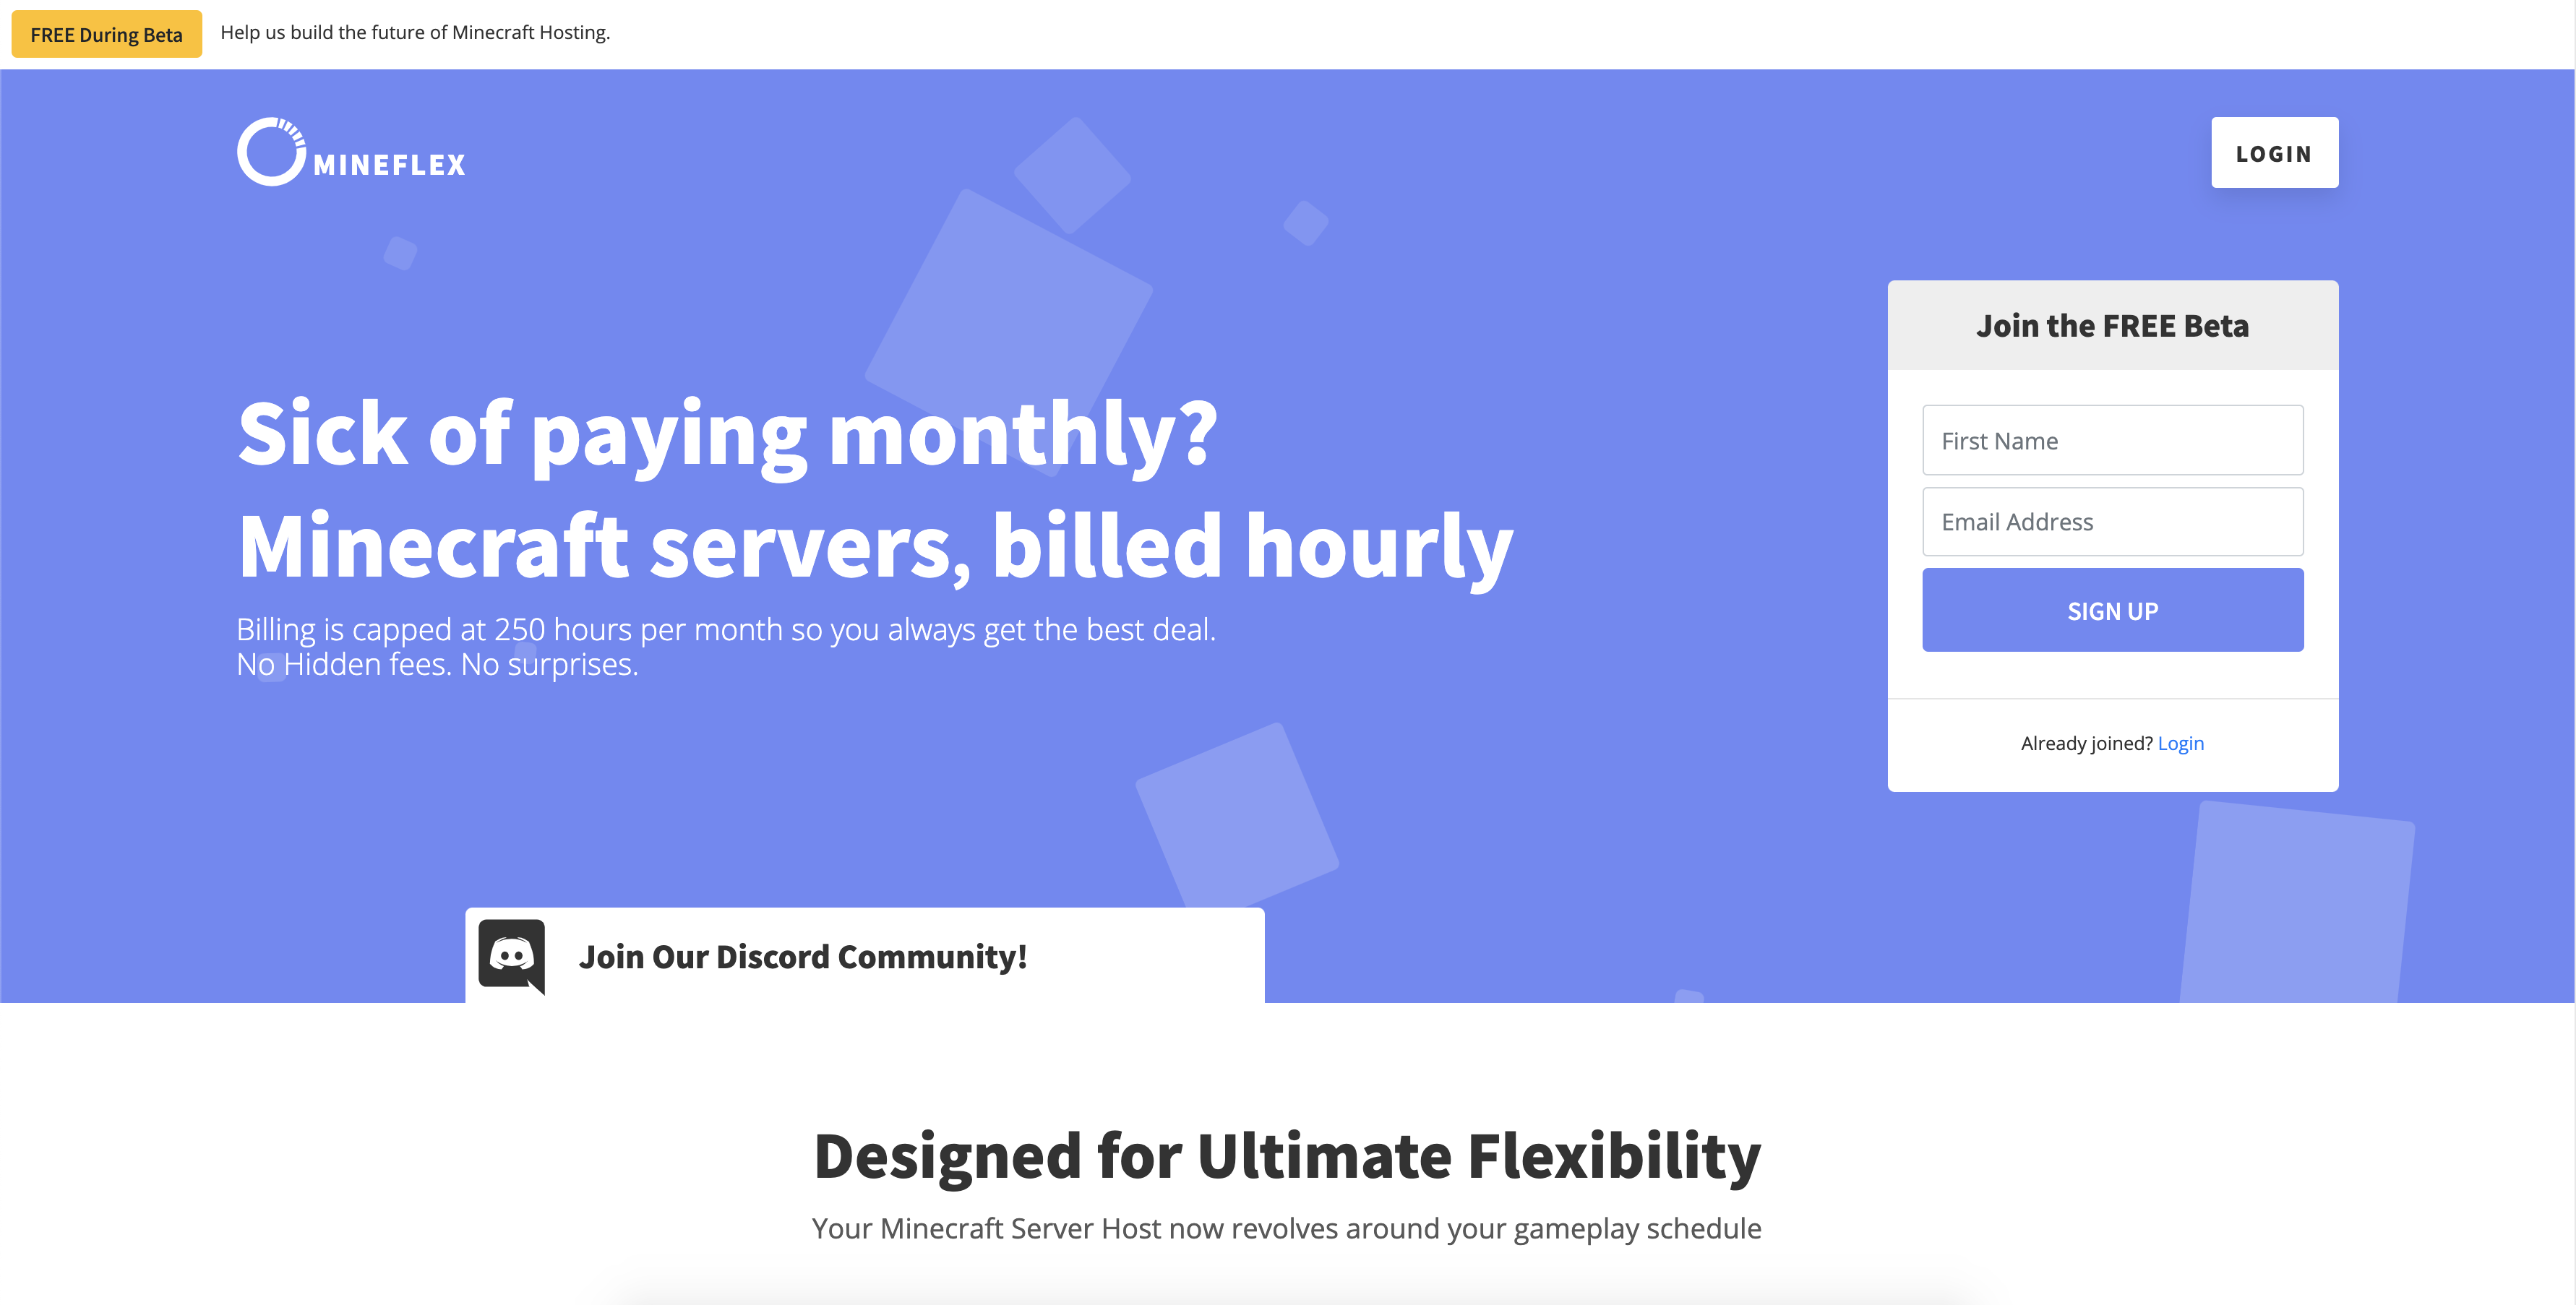 FREE During Beta
Help us build the future of Minecraft Hosting.
MINEFLEX
LOGIN
Sick of paying monthly?
Minecraft servers, billed hourly
Billing is capped at 250 hours per month so you always get the best deal.
No Hidden fees. No surprises.
Join the FREE Beta
First Name
Email Address
SIGN UP
Already joined? Login
Join Our Discord Community!
Designed for Ultimate Flexibility
Your Minecraft Server Host now revolves around your gameplay schedule